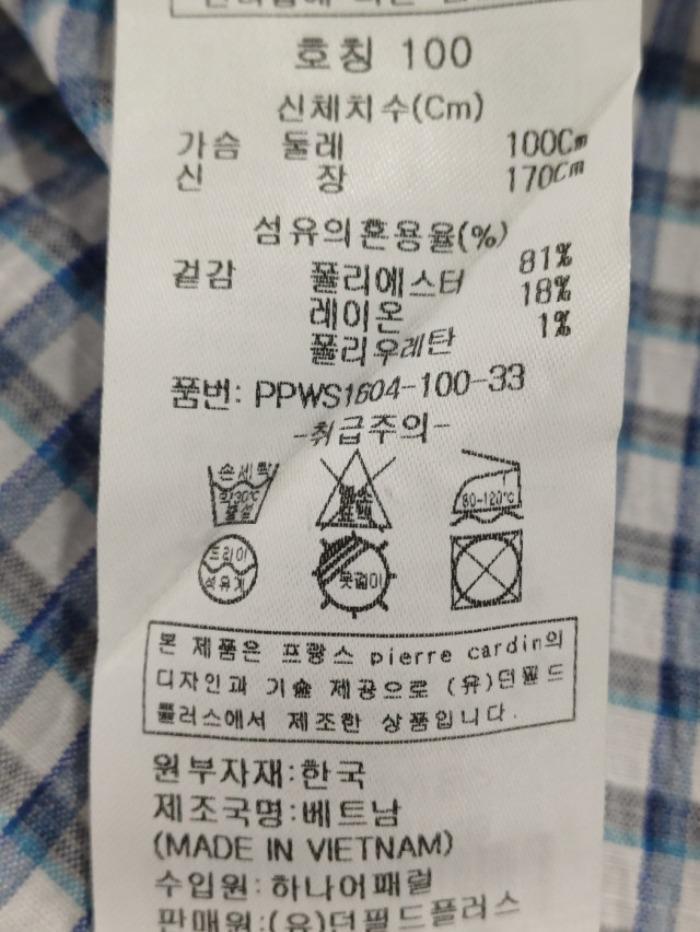 호칭 100
신체치수(Cm)
가슴 둘레 100Cm
신 장 170Cm
섬유의혼용율(%)
겉감 폴리에스터 81%
레이온 18%
폴리우레탄 1%
품번: PPWS1604-100-33
-취급주의-
손세탁
약30℃
중성
염소
표백
80-120℃
드라이
석유계
옷걸이
본 제품은 프랑스 pierre cardin의
디자인과 기술 제공으로 (유)던필드
플러스에서 제조한 상품입니다.
원부자재:한국
제조국명:베트남
(MADE IN VIETNAM)
수입원:하나어패럴
판매원:(유)던필드플러스